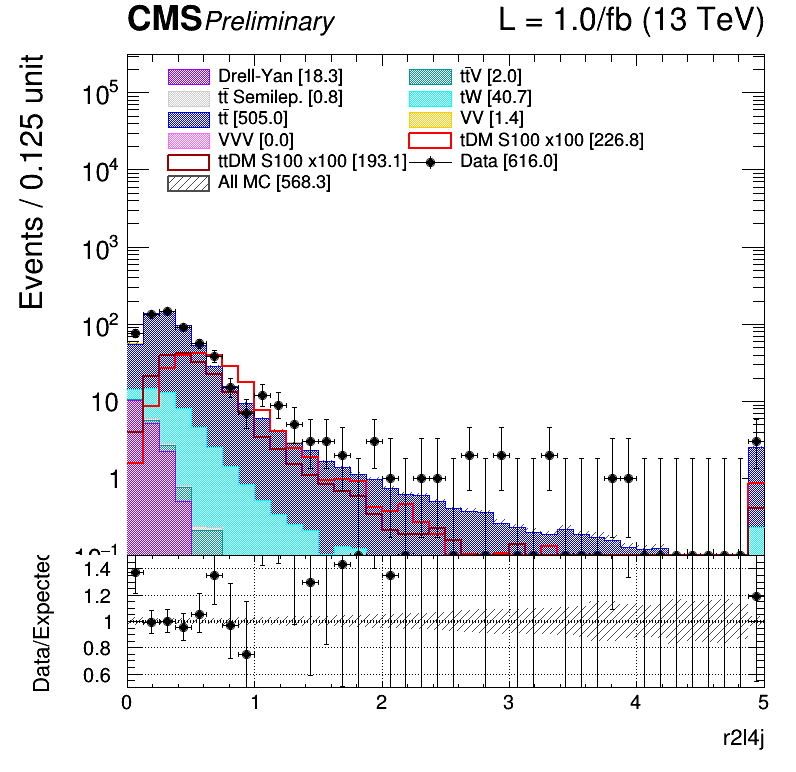 CMS Preliminary L = 1.0/fb (13 TeV)
Events / 0.125 unit
Drell-Yan [18.3]
tt̄ Semilep. [0.8]
tt̄ [505.0]
VVV [0.0]
ttDM S100 x100 [193.1]
All MC [568.3]
tt̄V [2.0]
tW [40.7]
VV [1.4]
tDM S100 x100 [226.8]
Data [616.0]
10⁵
10⁴
10³
10²
10
1
10⁻¹
Data/Expected
1.4
1.2
1
0.8
0.6
0 1 2 3 4 5
r2l4j